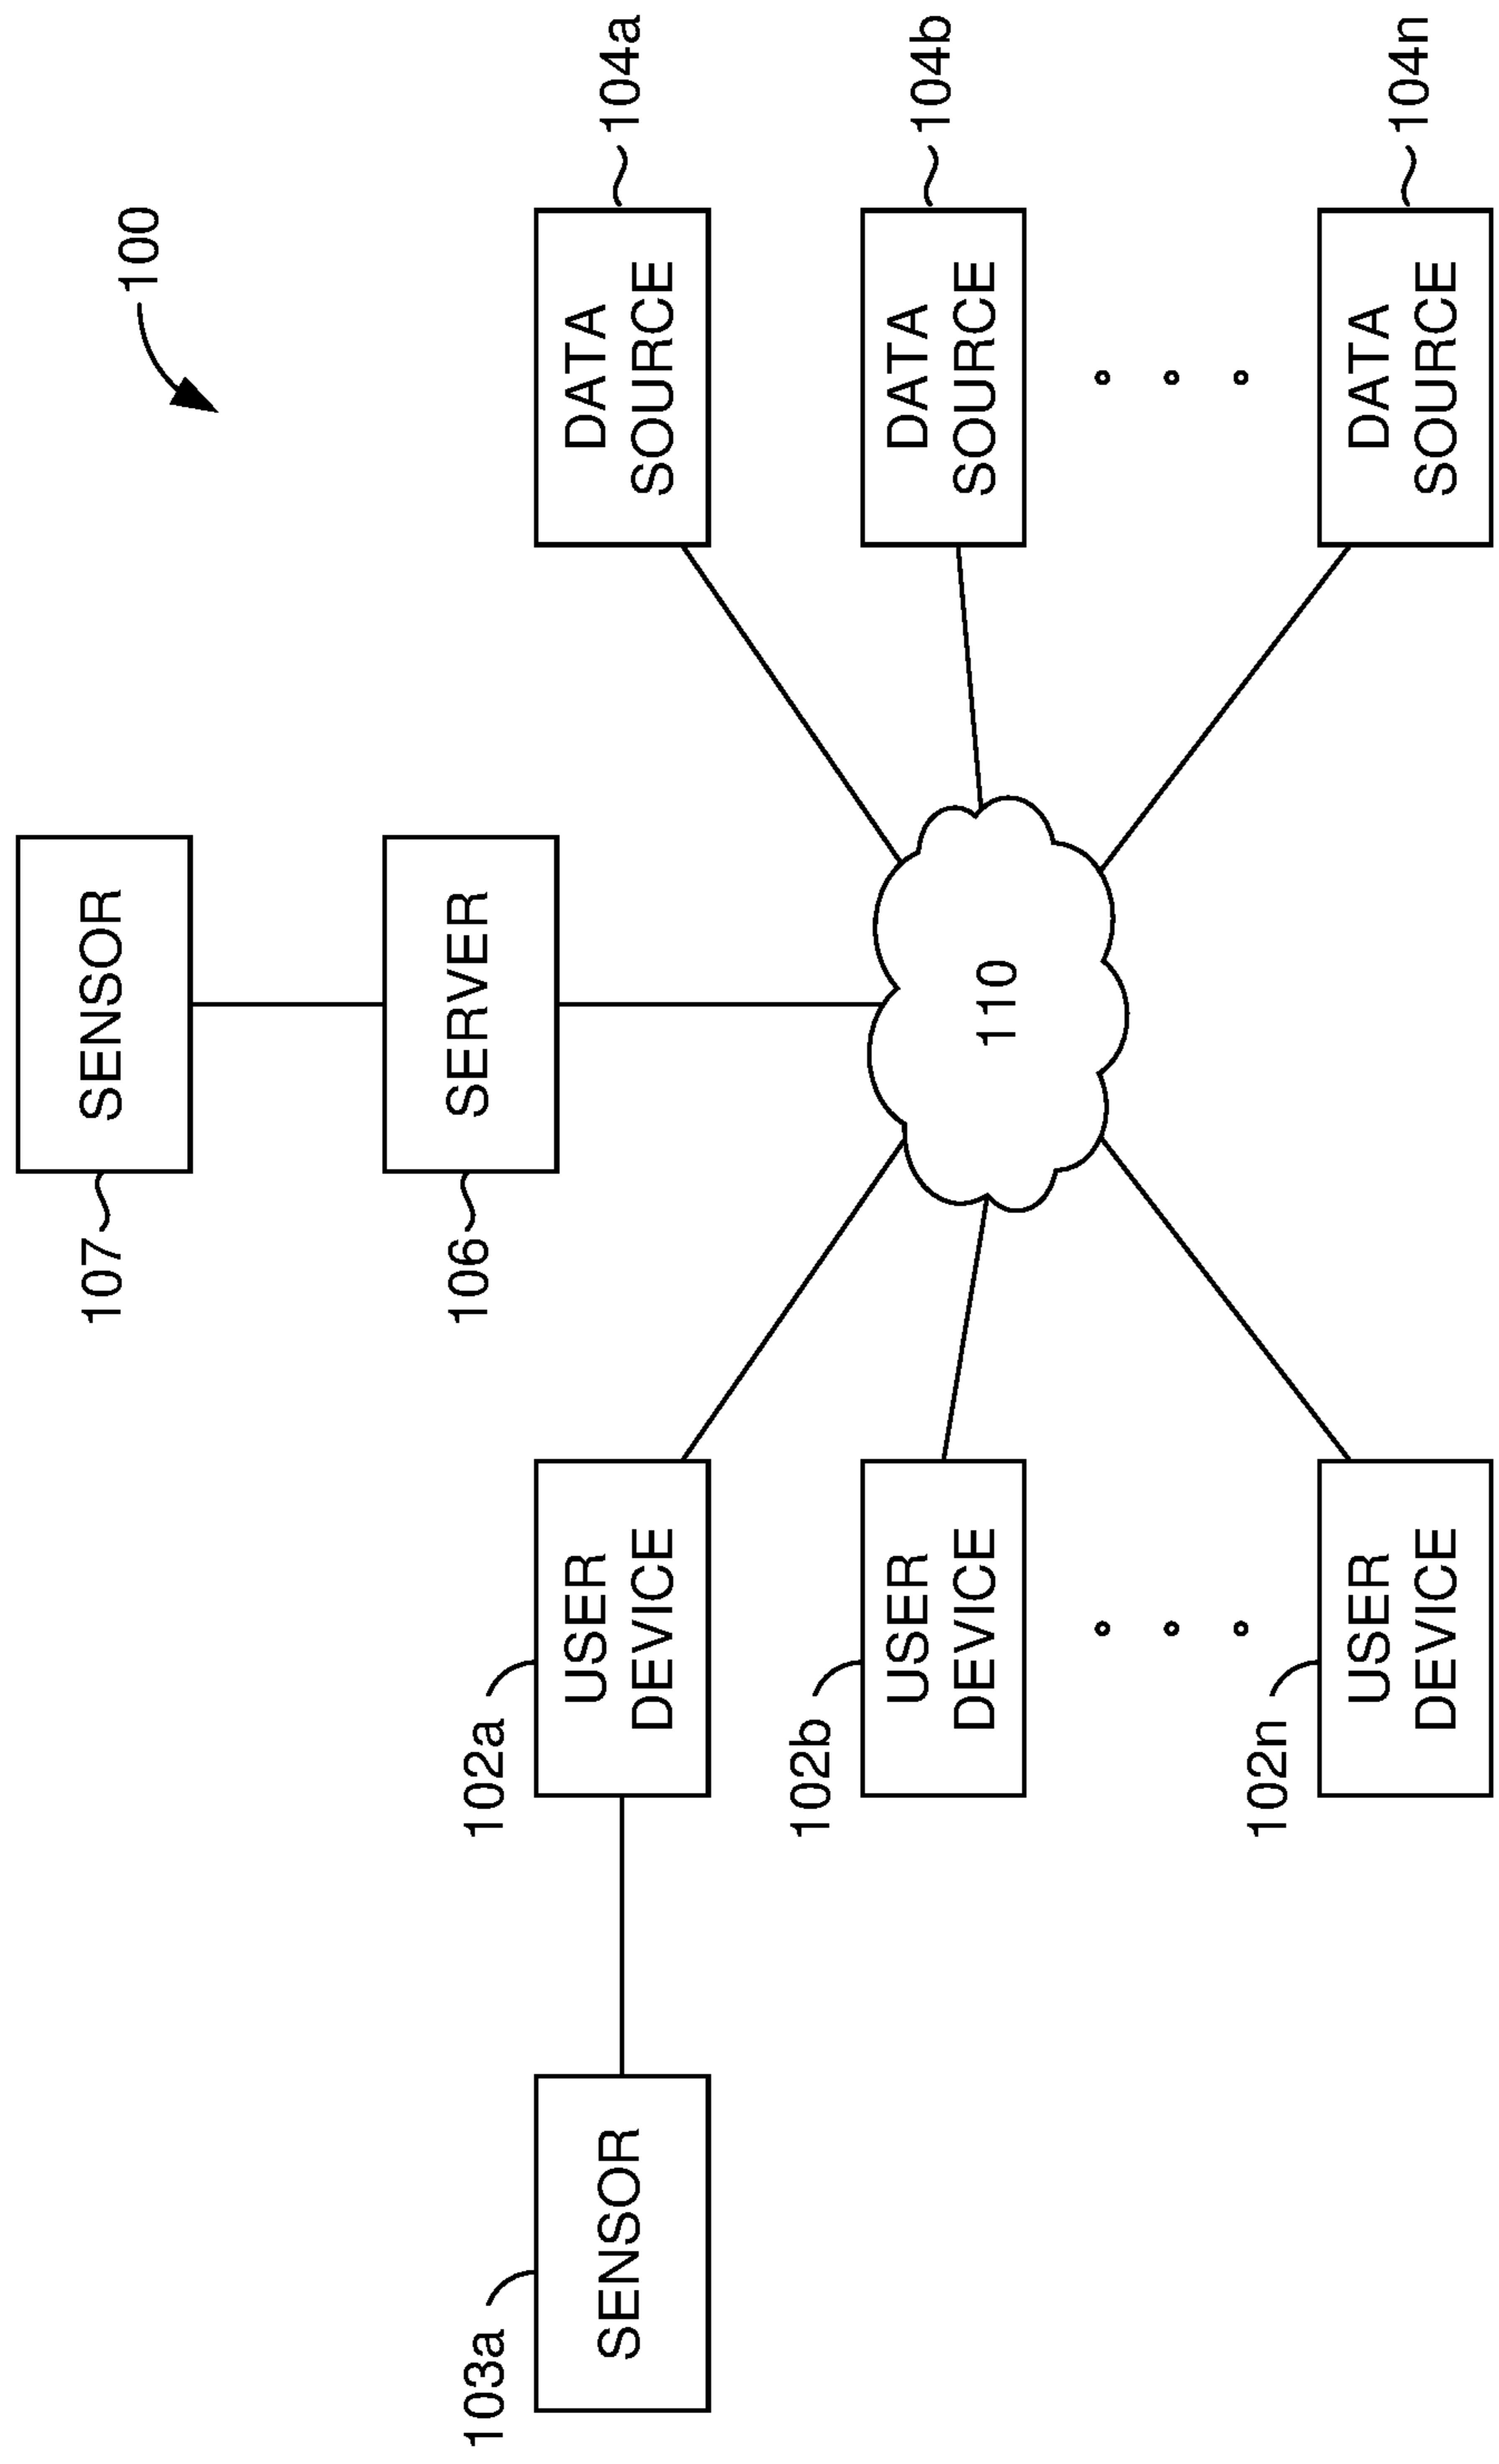 100
SENSOR
107
SERVER
106
103a
SENSOR
102a
USER
DEVICE
DATA
SOURCE
104a
102b
USER
DEVICE
110
DATA
SOURCE
104b
102n
USER
DEVICE
DATA
SOURCE
104n